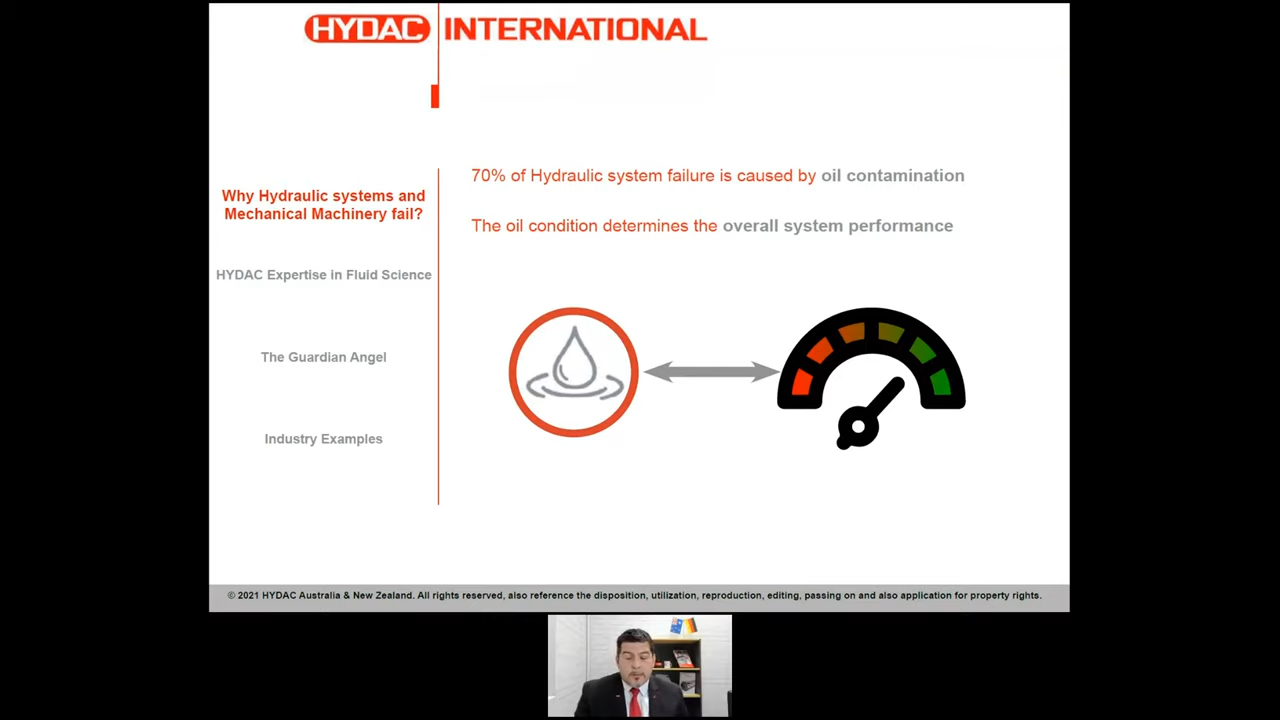 HYDAC INTERNATIONAL
Why Hydraulic systems and
Mechanical Machinery fail?
HYDAC Expertise in Fluid Science
The Guardian Angel
Industry Examples
70% of Hydraulic system failure is caused by oil contamination
The oil condition determines the overall system performance
© 2021 HYDAC Australia & New Zealand. All rights reserved, also reference the disposition, utilization, reproduction, editing, passing on and also application for property rights.